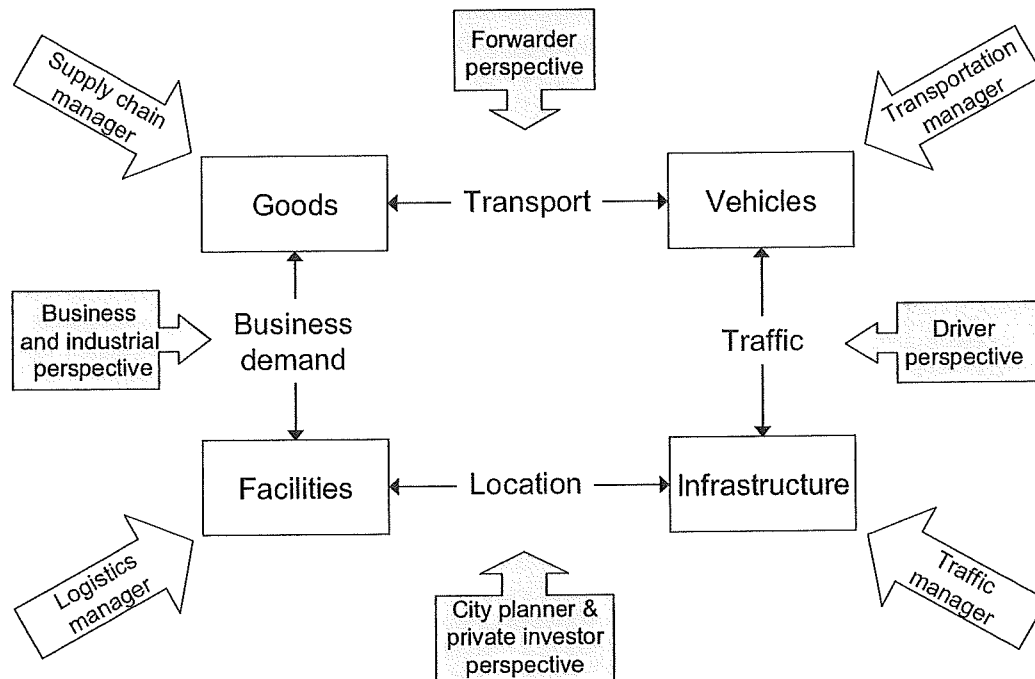 Forwarder
perspective
Supply chain
manager
Transportation
manager
Goods
Transport
Vehicles
Business
and industrial
perspective
Business
demand
Traffic
Driver
perspective
Facilities
Location
Infrastructure
Logistics
manager
City planner &
private investor
perspective
Traffic
manager